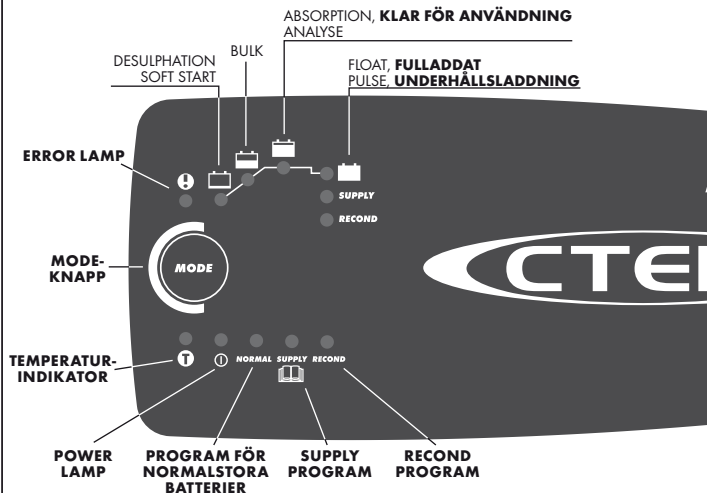 ABSORPTION, KLAR FÖR ANVÄNDNING
ANALYSE
BULK
DESULPHATION
SOFT START
FLOAT, FULLADDAT
PULSE, UNDERHÅLLSLADDNING
ERROR LAMP
SUPPLY
RECOND
MODE-
KNAPP
MODE
CTE
TEMPERATUR-
INDIKATOR
T
NORMAL SUPPLY RECOND
POWER
LAMP
PROGRAM FÖR
NORMALSTORA
BATTERIER
SUPPLY
PROGRAM
RECOND
PROGRAM